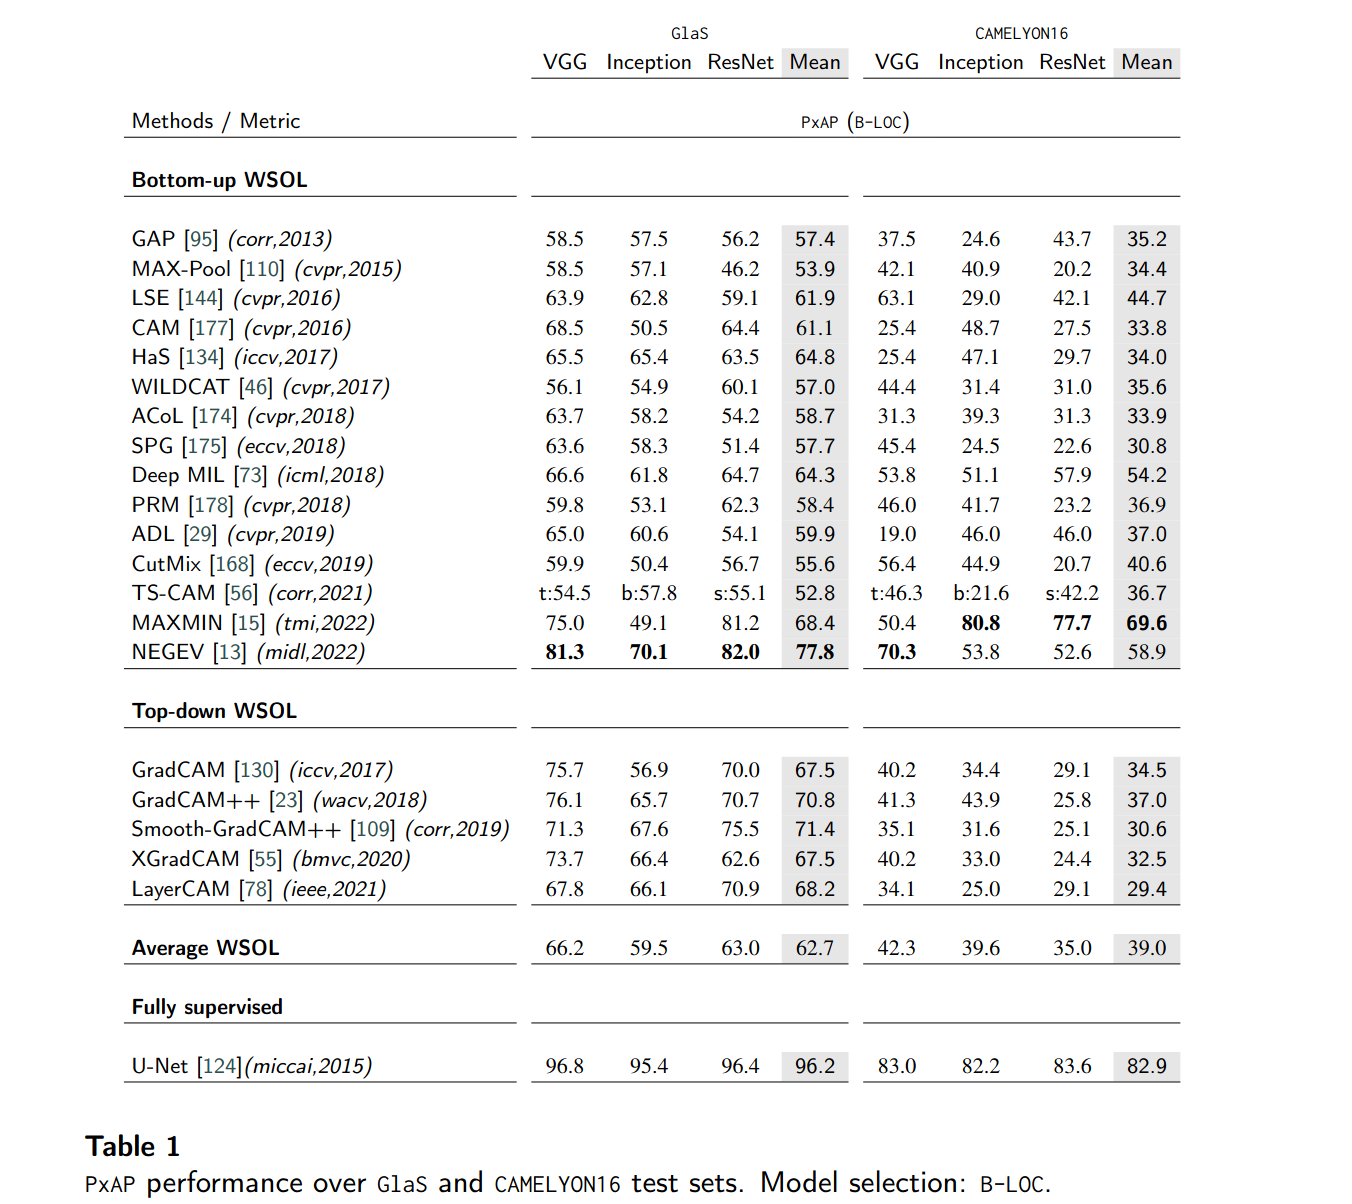 GlaS CAMELYON16
VGG Inception ResNet Mean VGG Inception ResNet Mean
Methods / Metric PxAP (B-LOC)
Bottom-up WSOL
GAP [95] (corr,2013) 58.5 57.5 56.2 57.4 37.5 24.6 43.7 35.2
MAX-Pool [110] (cvpr,2015) 58.5 57.1 46.2 53.9 42.1 40.9 20.2 34.4
LSE [144] (cvpr,2016) 63.9 62.8 59.1 61.9 63.1 29.0 42.1 44.7
CAM [177] (cvpr,2016) 68.5 50.5 64.4 61.1 25.4 48.7 27.5 33.8
HaS [134] (iccv,2017) 65.5 65.4 63.5 64.8 25.4 47.1 29.7 34.0
WILDCAT [46] (cvpr,2017) 56.1 54.9 60.1 57.0 44.4 31.4 31.0 35.6
ACoL [174] (cvpr,2018) 63.7 58.2 54.2 58.7 31.3 39.3 31.3 33.9
SPG [175] (eccv,2018) 63.6 58.3 51.4 57.7 45.4 24.5 22.6 30.8
Deep MIL [73] (icml,2018) 66.6 61.8 64.7 64.3 53.8 51.1 57.9 54.2
PRM [178] (cvpr,2018) 59.8 53.1 62.3 58.4 46.0 41.7 23.2 36.9
ADL [29] (cvpr,2019) 65.0 60.6 54.1 59.9 19.0 46.0 46.0 37.0
CutMix [168] (eccv,2019) 59.9 50.4 56.7 55.6 56.4 44.9 20.7 40.6
TS-CAM [56] (corr,2021) t:54.5 b:57.8 s:55.1 52.8 t:46.3 b:21.6 s:42.2 36.7
MAXMIN [15] (tmi,2022) 75.0 49.1 81.2 68.4 50.4 80.8 77.7 69.6
NEGEV [13] (midl,2022) 81.3 70.1 82.0 77.8 70.3 53.8 52.6 58.9
Top-down WSOL
GradCAM [130] (iccv,2017) 75.7 56.9 70.0 67.5 40.2 34.4 29.1 34.5
GradCAM++ [23] (wacv,2018) 76.1 65.7 70.7 70.8 41.3 43.9 25.8 37.0
Smooth-GradCAM++ [109] (corr,2019) 71.3 67.6 75.5 71.4 35.1 31.6 25.1 30.6
XGradCAM [55] (bmvc,2020) 73.7 66.4 62.6 67.5 40.2 33.0 24.4 32.5
LayerCAM [78] (ieee,2021) 67.8 66.1 70.9 68.2 34.1 25.0 29.1 29.4
Average WSOL 66.2 59.5 63.0 62.7 42.3 39.6 35.0 39.0
Fully supervised
U-Net [124](miccai,2015) 96.8 95.4 96.4 96.2 83.0 82.2 83.6 82.9
Table 1
PxAP performance over GlaS and CAMELYON16 test sets. Model selection: B-LOC.